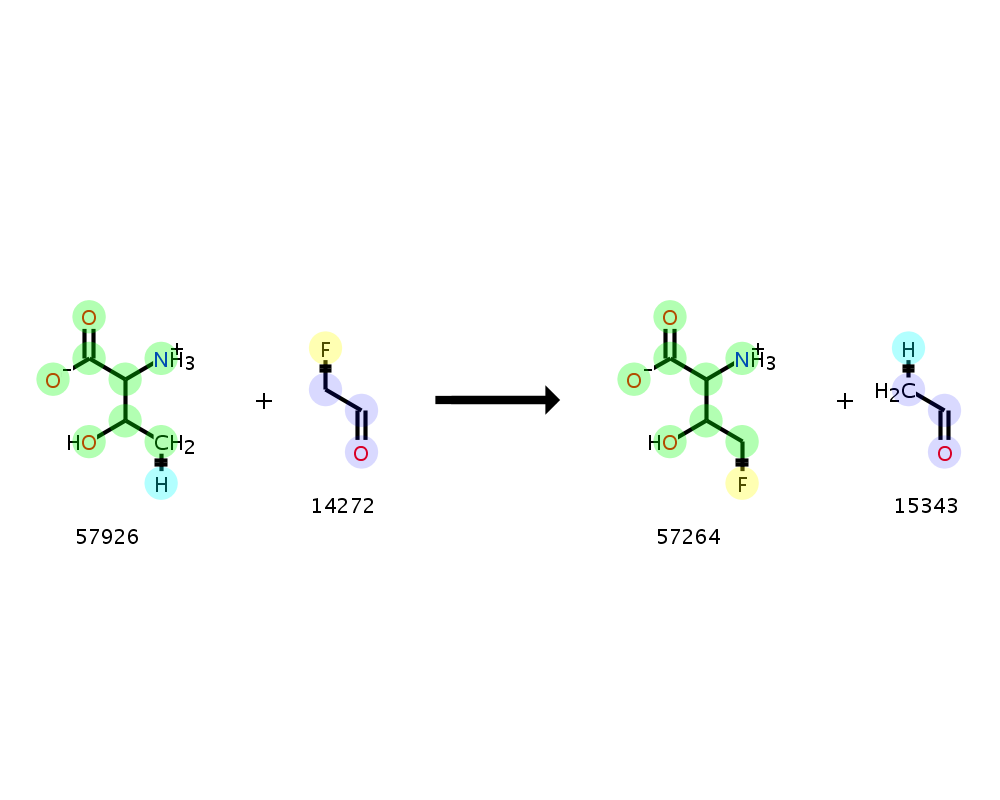 O
O-
NH3+
HO
CH2
H
57926
+
F
O
14272
O
O-
NH3+
HO
F
57264
+
H
H2C
O
15343